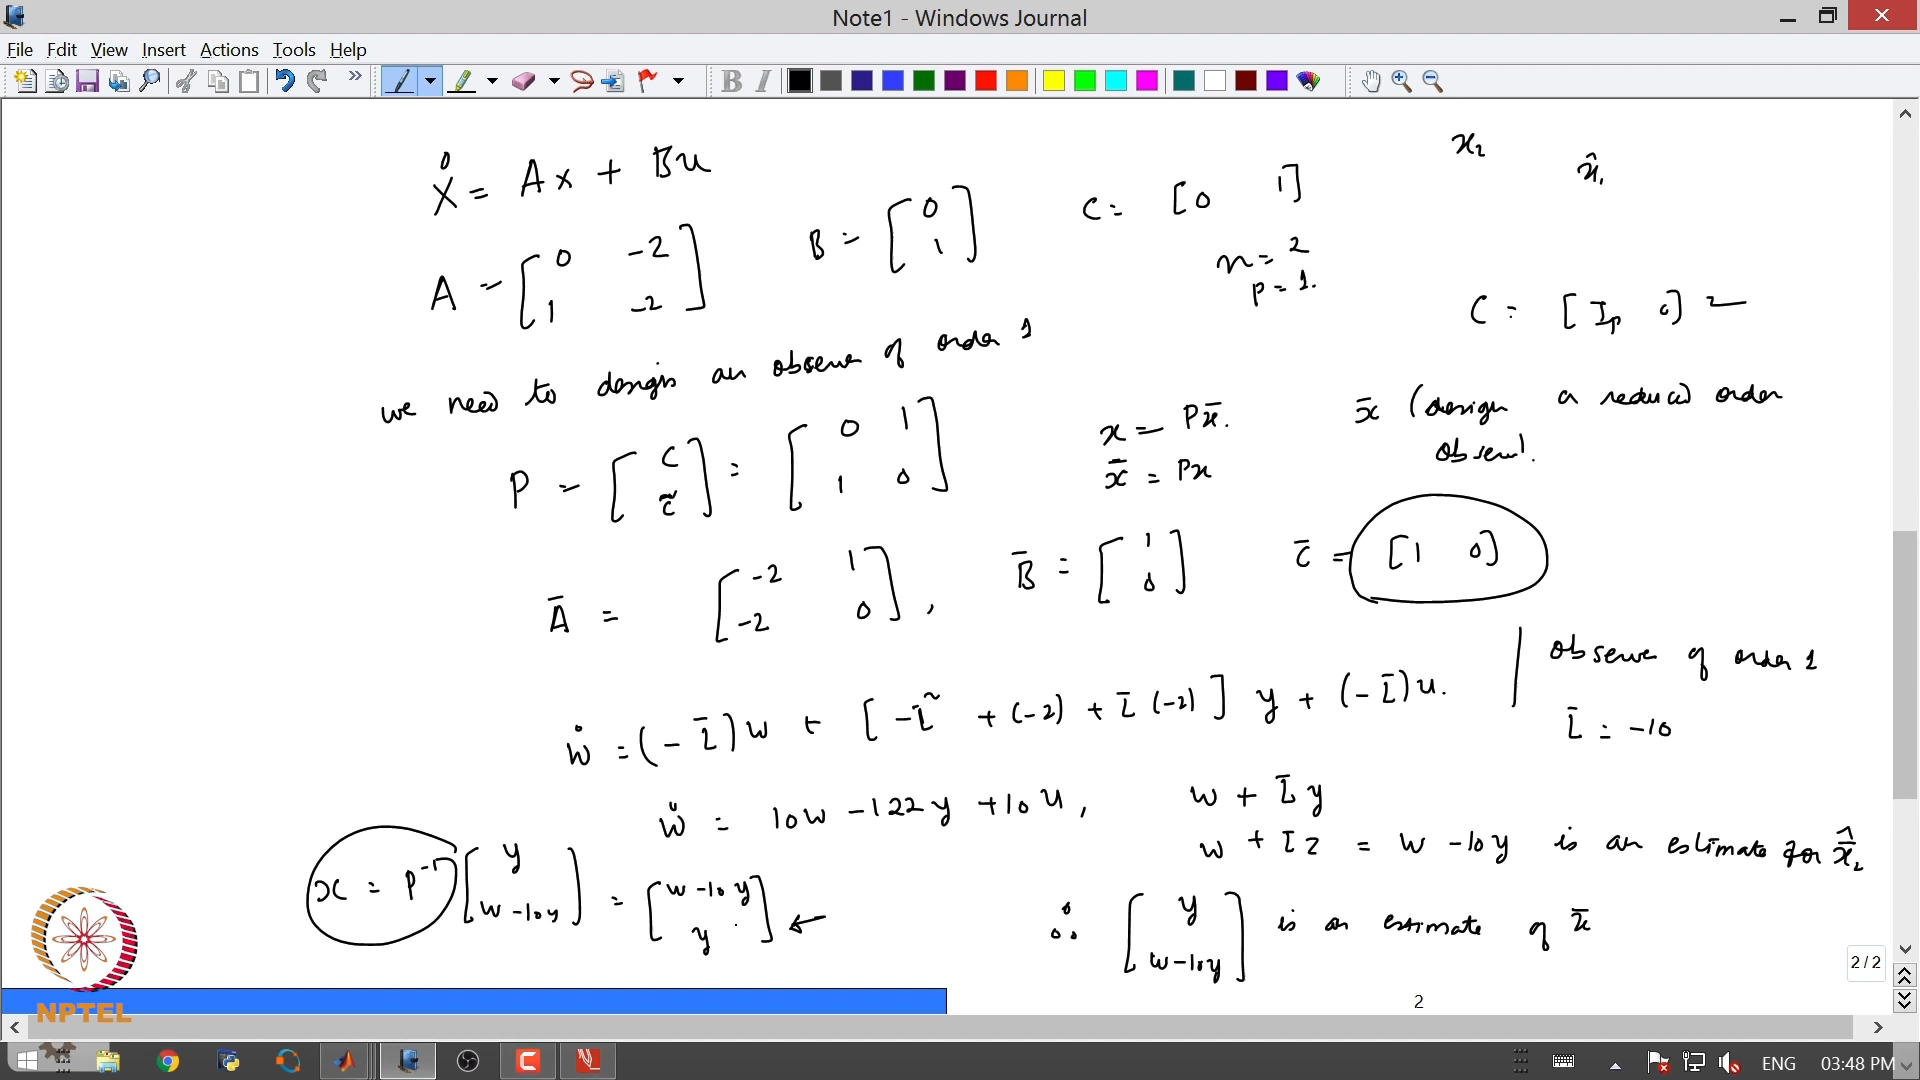 Note1 - Windows Journal
File Edit View Insert Actions Tools Help
B I
Ẋ = Ax + Bu
x₂
x̂₁
A = [0 -2; 1 -2]
B = [0; 1]
C = [0 1]
n = 2
p = 1.
C = [I_p 0]
we need to design an observer of order 1
P = [C; C̃] = [0 1; 1 0]
x = Px̄.
x̄ = Px
x̄ (design a reduced order
observer).
Ā = [-2 1; -2 0],
B̄ = [1; 0]
C̄ = [1 0]
ẇ = (-L̄)w + [-L̄² + (-2) + L̄(-2)] y + (-L̄)u.
observer of order 1
L̄ = -10
ẇ = 10w - 122y + 10u,
w + L̄y
w + L̄z = w - 10y is an estimate for x̄̂₂
x = P⁻¹ [y; w-10y] = [w-10y; y] ←
∴ [y; w-10y] is an estimate of x̄
2 / 2
NPTEL
2
ENG 03:48 PM